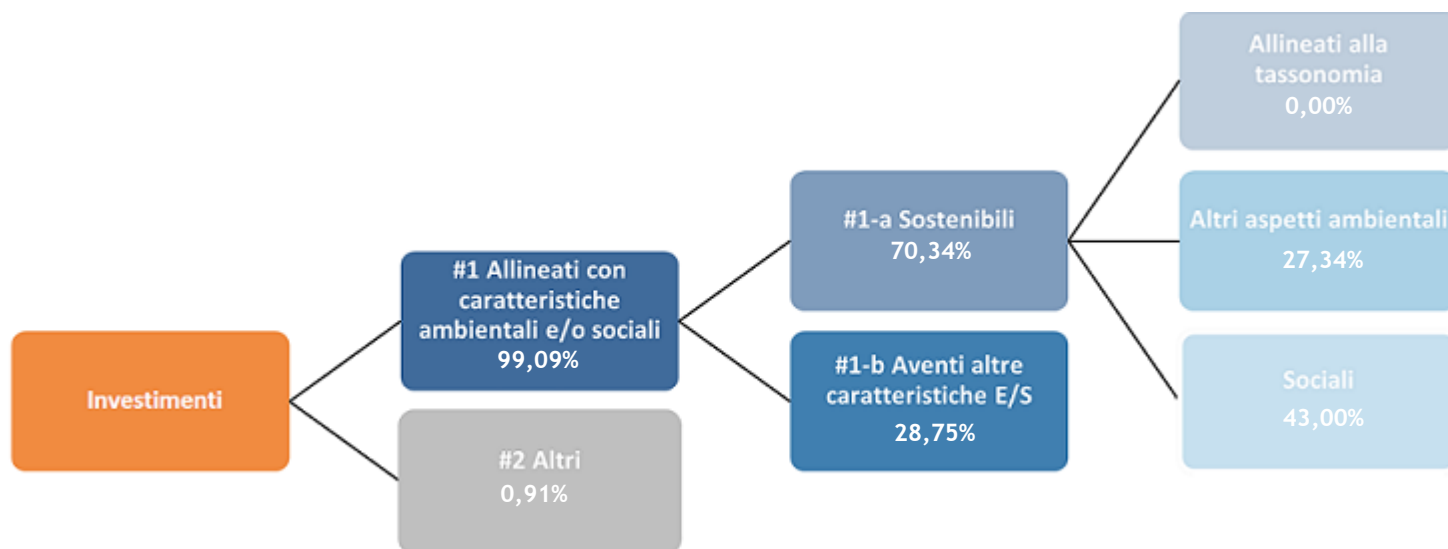 Investimenti
#1 Allineati con
caratteristiche
ambientali e/o sociali
99,09%
#2 Altri
0,91%
#1-a Sostenibili
70,34%
#1-b Aventi altre
caratteristiche E/S
28,75%
Allineati alla
tassonomia
0,00%
Altri aspetti ambientali
27,34%
Sociali
43,00%